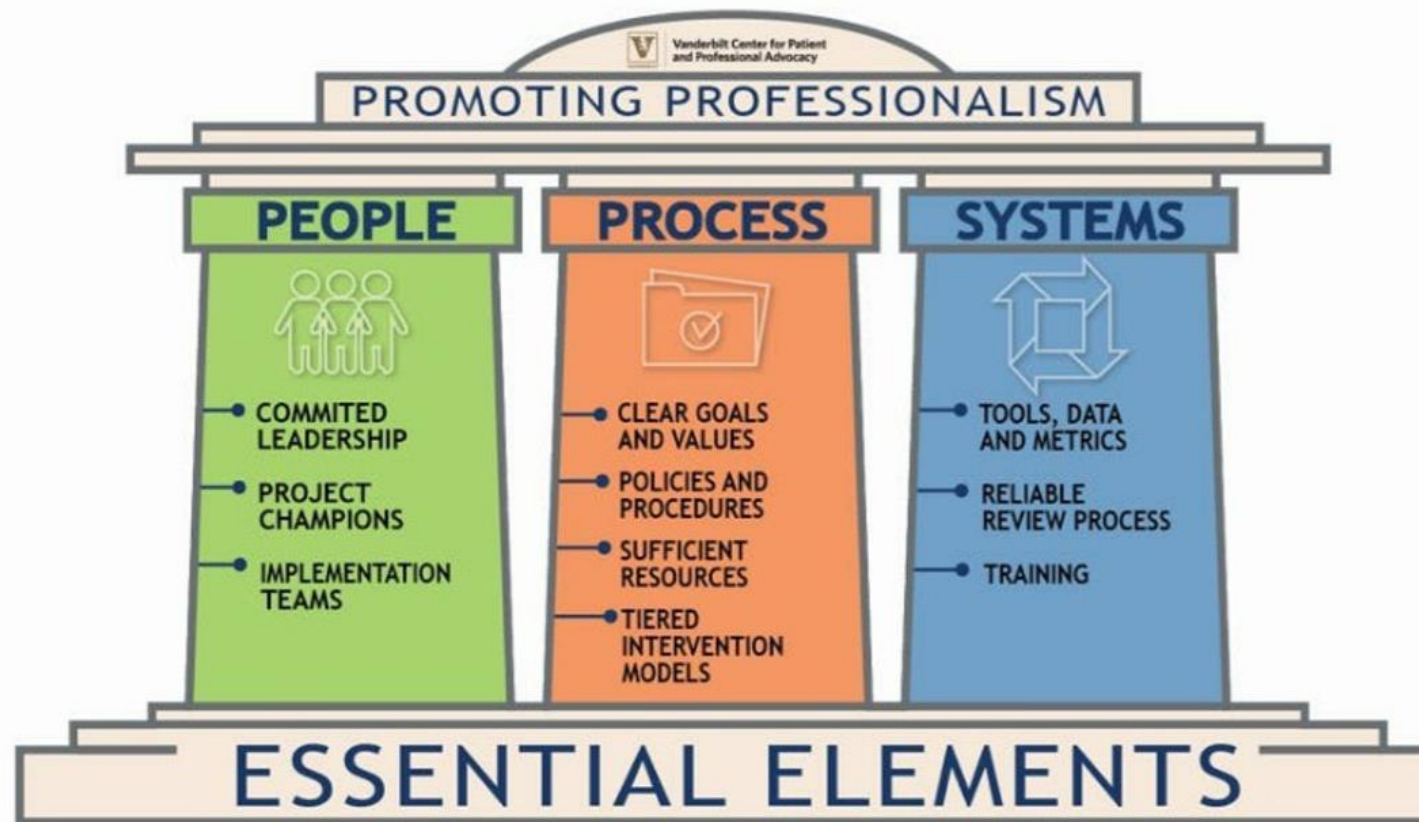 V
Vanderbilt Center for Patient
and Professional Advocacy
PROMOTING PROFESSIONALISM
PEOPLE
COMMITED
LEADERSHIP
PROJECT
CHAMPIONS
IMPLEMENTATION
TEAMS
PROCESS
CLEAR GOALS
AND VALUES
POLICIES AND
PROCEDURES
SUFFICIENT
RESOURCES
TIERED
INTERVENTION
MODELS
SYSTEMS
TOOLS, DATA
AND METRICS
RELIABLE
REVIEW PROCESS
TRAINING
ESSENTIAL ELEMENTS